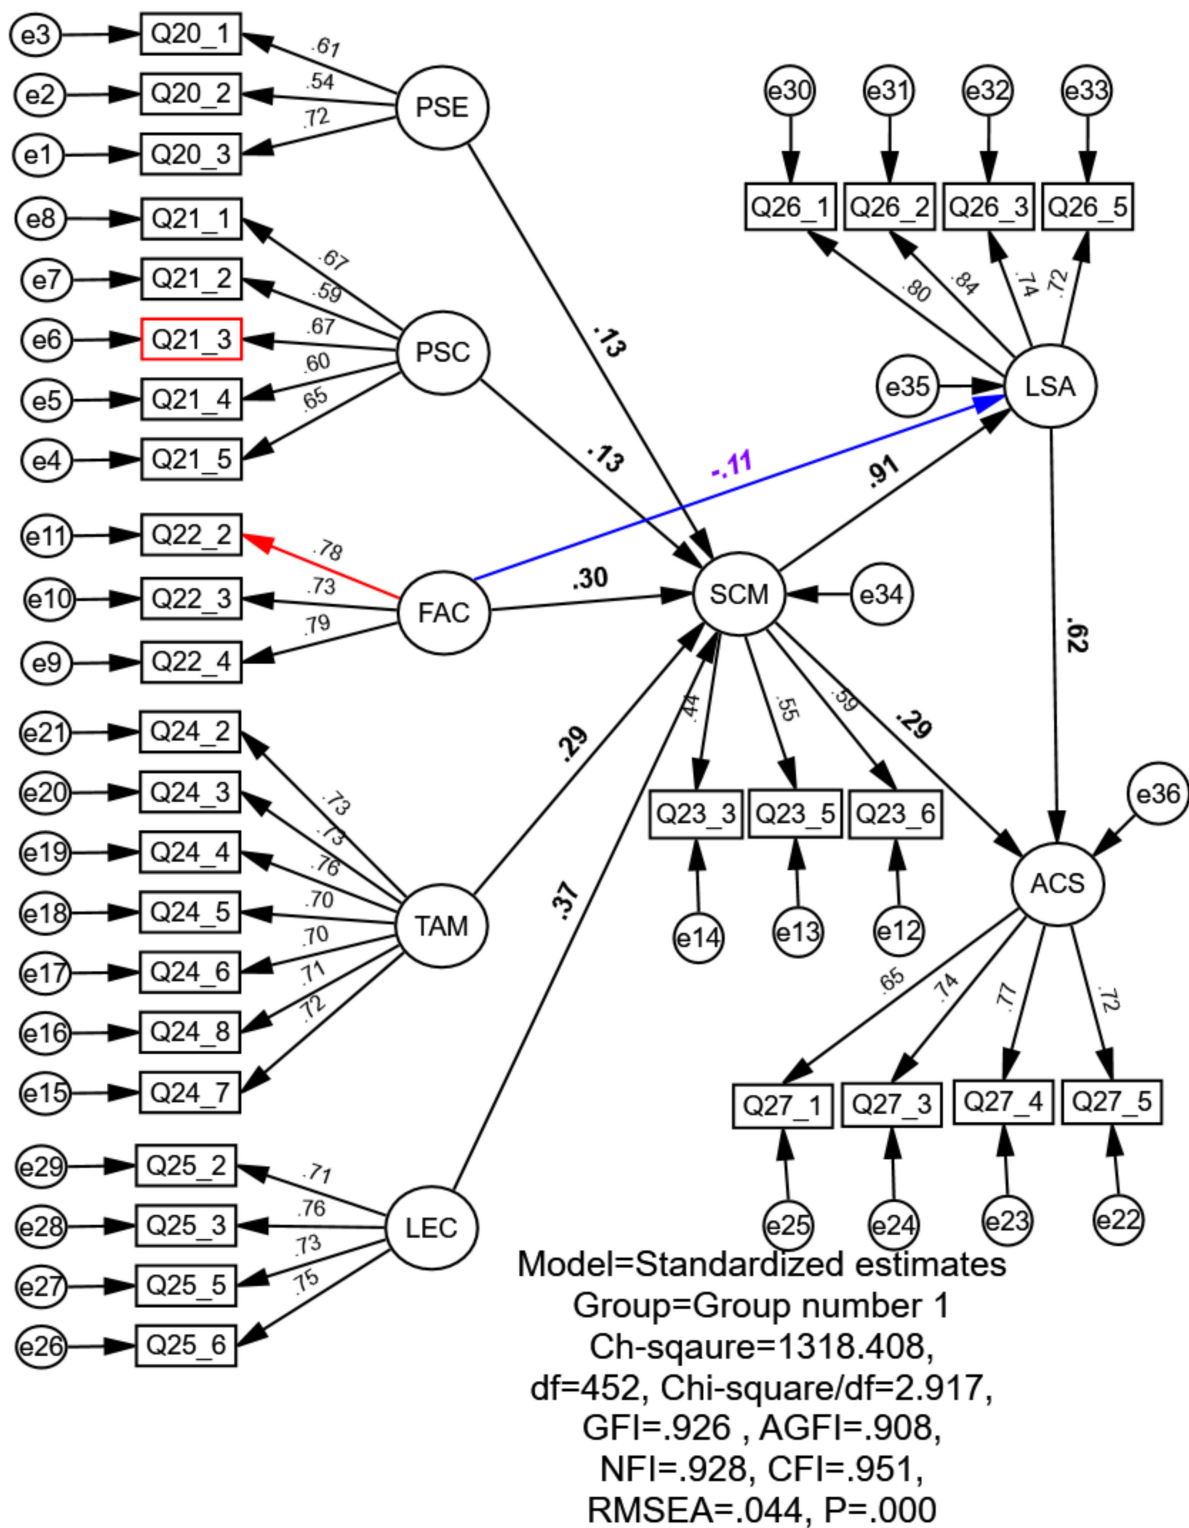 e3 Q20_1 .61
e2 Q20_2 .54 PSE
e1 Q20_3 .72
e8 Q21_1 .67
e7 Q21_2 .59
e6 Q21_3 .67 PSC
e5 Q21_4 .60
e4 Q21_5 .65
e11 Q22_2 .78
e10 Q22_3 .73 FAC
e9 Q22_4 .79
e21 Q24_2 .73
e20 Q24_3 .73
e19 Q24_4 .76
e18 Q24_5 .70 TAM
e17 Q24_6 .70
e16 Q24_8 .71
e15 Q24_7 .72
e29 Q25_2 .71
e28 Q25_3 .76 LEC
e27 Q25_5 .73
e26 Q25_6 .75
.13
.13
-.11
.30
.29
.37
e30 e31 e32 e33
Q26_1 Q26_2 Q26_3 Q26_5
.80 .84 .74 .72
e35 LSA
.91
SCM e34
.62
.44 .55 .59 .29
Q23_3 Q23_5 Q23_6
e14 e13 e12
e36
ACS
.65 .74 .77 .72
Q27_1 Q27_3 Q27_4 Q27_5
e25 e24 e23 e22
Model=Standardized estimates
Group=Group number 1
Ch-sqaure=1318.408,
df=452, Chi-square/df=2.917,
GFI=.926 , AGFI=.908,
NFI=.928, CFI=.951,
RMSEA=.044, P=.000